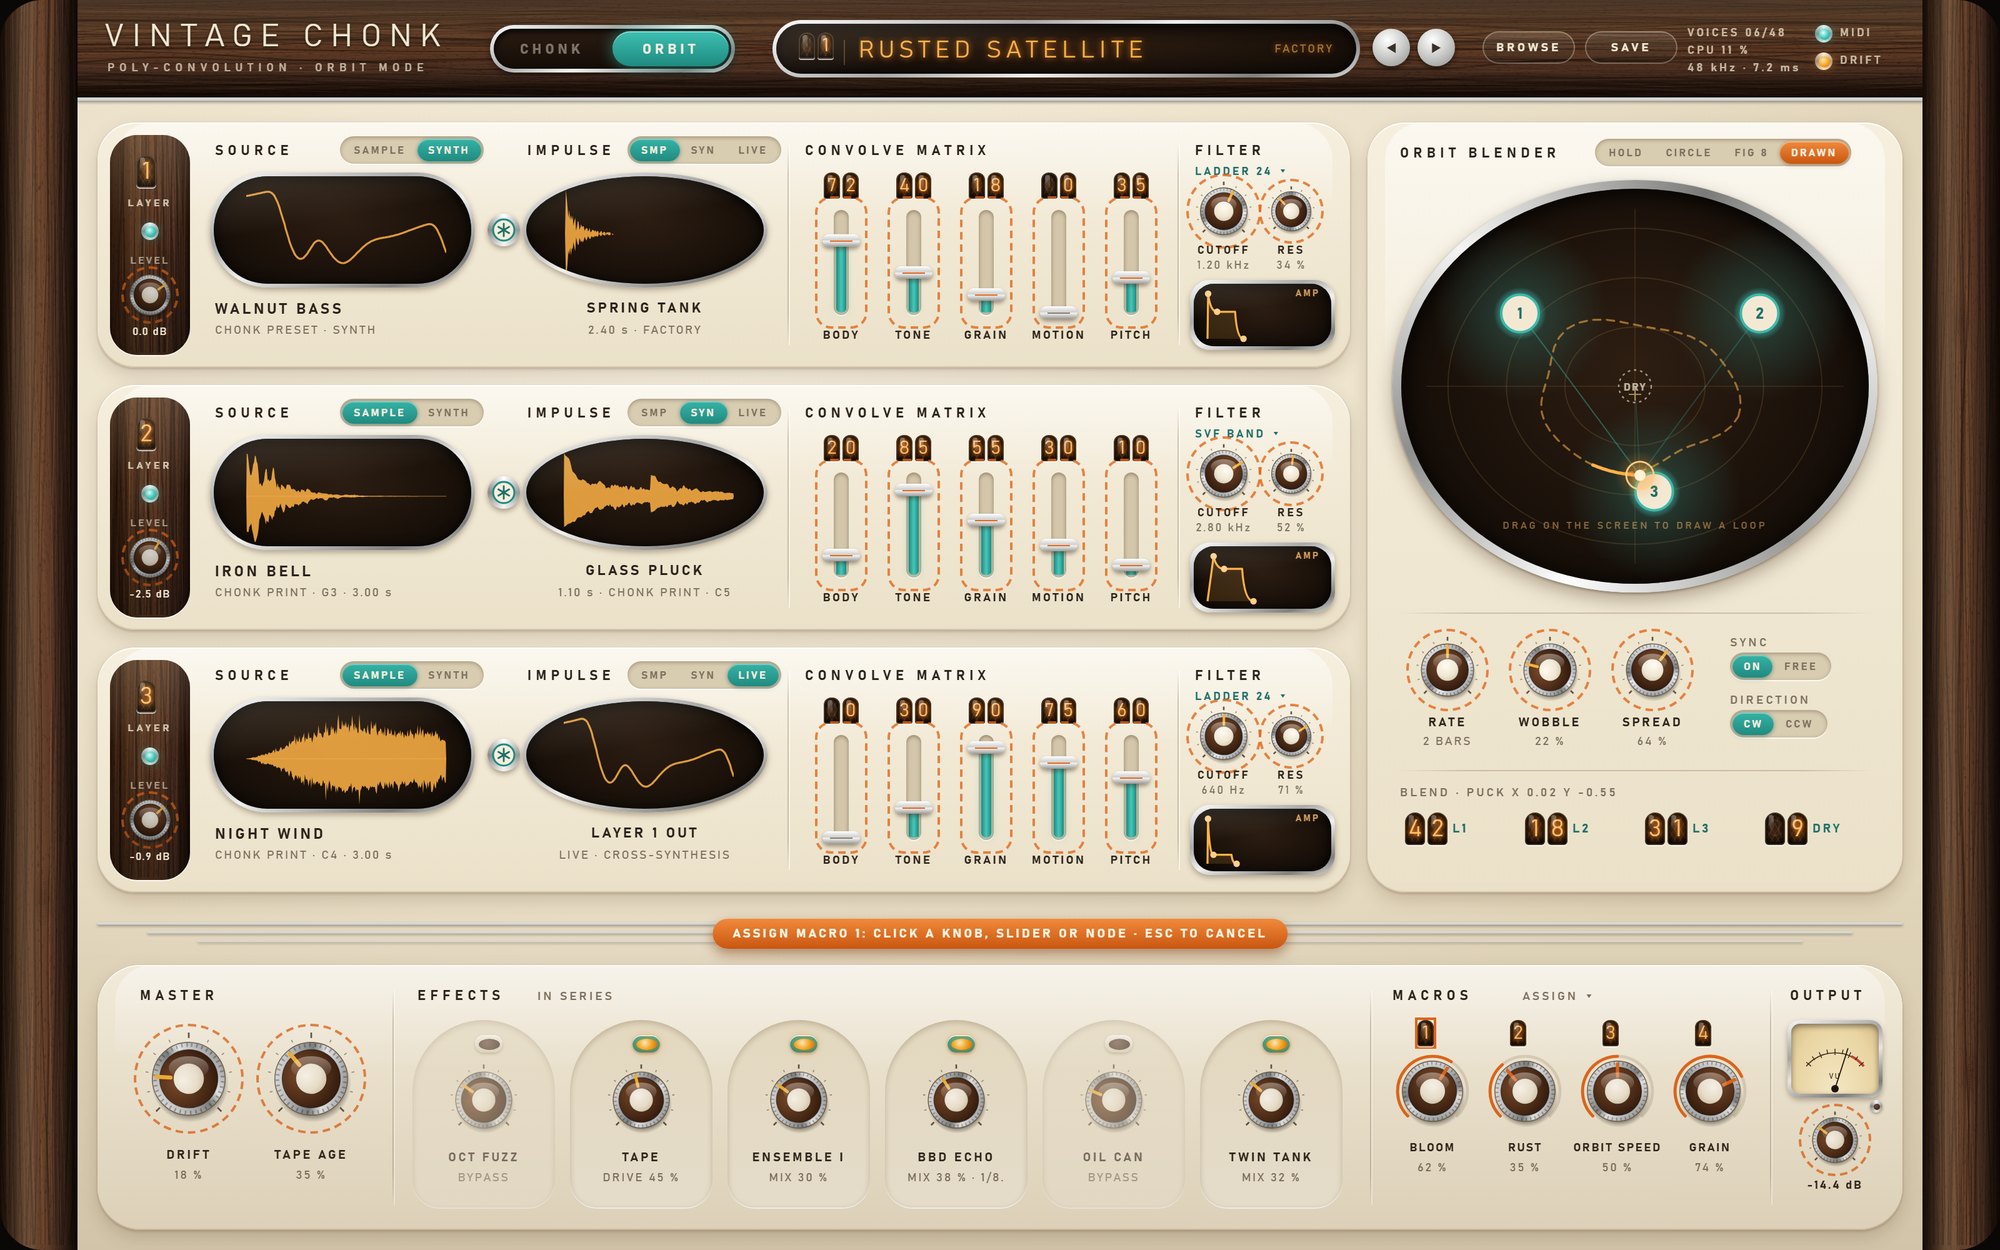 VINTAGE CHONK
POLY-CONVOLUTION · ORBIT MODE
CHONK ORBIT
1 RUSTED SATELLITE FACTORY
BROWSE SAVE
VOICES 06/48
CPU 11 %
48 kHz · 7.2 ms
MIDI
DRIFT
1
LAYER
LEVEL
0.0 dB
SOURCE SAMPLE SYNTH
WALNUT BASS
CHONK PRESET · SYNTH
IMPULSE SMP SYN LIVE
SPRING TANK
2.40 s · FACTORY
CONVOLVE MATRIX
72 40 18 0 35
BODY TONE GRAIN MOTION PITCH
FILTER
LADDER 24
CUTOFF RES
1.20 kHz 34 %
AMP
2
LAYER
LEVEL
-2.5 dB
SOURCE SAMPLE SYNTH
IRON BELL
CHONK PRINT · G3 · 3.00 s
IMPULSE SMP SYN LIVE
GLASS PLUCK
1.10 s · CHONK PRINT · C5
CONVOLVE MATRIX
20 85 55 30 10
BODY TONE GRAIN MOTION PITCH
FILTER
SVF BAND
CUTOFF RES
2.80 kHz 52 %
AMP
3
LAYER
LEVEL
-0.9 dB
SOURCE SAMPLE SYNTH
NIGHT WIND
CHONK PRINT · C4 · 3.00 s
IMPULSE SMP SYN LIVE
LAYER 1 OUT
LIVE · CROSS-SYNTHESIS
CONVOLVE MATRIX
0 30 90 75 60
BODY TONE GRAIN MOTION PITCH
FILTER
LADDER 24
CUTOFF RES
640 Hz 71 %
AMP
ORBIT BLENDER HOLD CIRCLE FIG 8 DRAWN
1 2
DRY
3
DRAG ON THE SCREEN TO DRAW A LOOP
RATE WOBBLE SPREAD
2 BARS 22 % 64 %
SYNC
ON FREE
DIRECTION
CW CCW
BLEND · PUCK X 0.02 Y -0.55
42 L1 18 L2 31 L3 9 DRY
ASSIGN MACRO 1: CLICK A KNOB, SLIDER OR NODE · ESC TO CANCEL
MASTER
DRIFT TAPE AGE
18 % 35 %
EFFECTS IN SERIES
OCT FUZZ TAPE ENSEMBLE I BBD ECHO OIL CAN TWIN TANK
BYPASS DRIVE 45 % MIX 30 % MIX 38 % · 1/8. BYPASS MIX 32 %
MACROS ASSIGN
1 2 3 4
BLOOM RUST ORBIT SPEED GRAIN
62 % 35 % 50 % 74 %
OUTPUT
VU
-14.4 dB